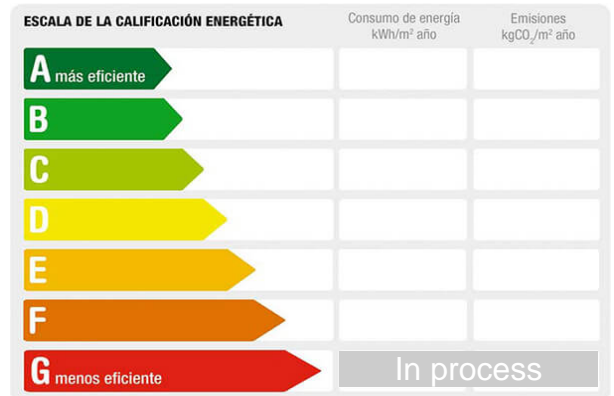 ESCALA DE LA CALIFICACIÓN ENERGÉTICA
Consumo de energía
kWh/m² año
Emisiones
kgCO₂/m² año
A más eficiente
B
C
D
E
F
G menos eficiente
In process